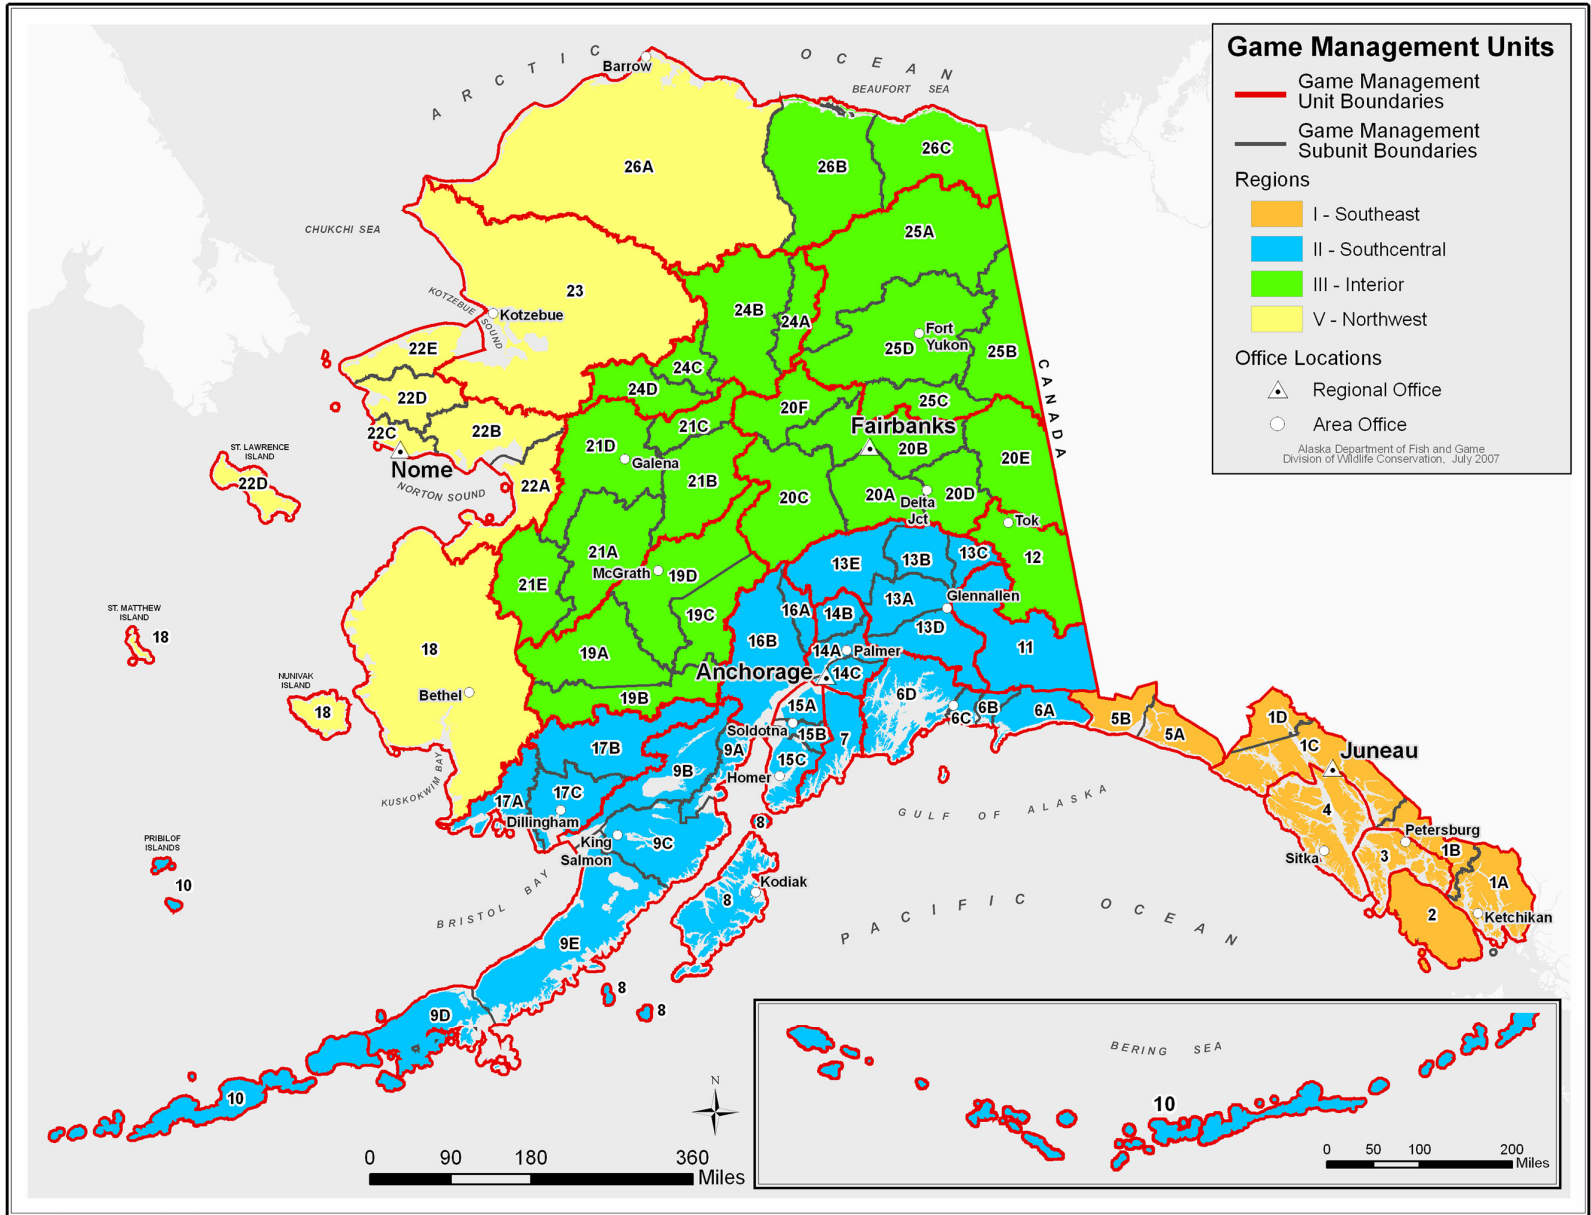 Game Management Units
Game Management
Unit Boundaries
Game Management
Subunit Boundaries
Regions
I - Southeast
II - Southcentral
III - Interior
V - Northwest
Office Locations
Regional Office
Area Office
Alaska Department of Fish and Game
Division of Wildlife Conservation, July 2007
ARCTIC OCEAN
BEAUFORT SEA
Barrow
26A
26B
26C
25A
CHUKCHI SEA
23
KOTZEBUE SOUND
Kotzebue
24B
24A
Fort
Yukon
25D
25B
CANADA
22E
24C
24D
22D
20F
25C
22C
22B
21C
Fairbanks
20B
Nome
21D
Galena
20E
ST. LAWRENCE
ISLAND
22D
NORTON SOUND
22A
21B
20C
20A
20D
Delta
Jct
Tok
21A
McGrath
19D
21E
13E
13B
13C
12
13A
Glennallen
16A
14B
19C
13D
ST. MATTHEW
ISLAND
18
18
16B
11
19A
14A
Palmer
Anchorage
14C
NUNIVAK
ISLAND
18
Bethel
19B
6D
6C
6B
6A
5B
5A
15A
Soldotna
15B
7
17B
9A
15C
Homer
9B
KUSKOKWIM BAY
17A
17C
Dillingham
King
Salmon
9C
8
GULF OF ALASKA
1D
1C
Juneau
4
Petersburg
Sitka
3
1B
1A
2
Ketchikan
PRIBILOF
ISLANDS
10
BRISTOL BAY
Kodiak
8
PACIFIC OCEAN
9E
8
8
9D
10
N
0 90 180 360
Miles
BERING SEA
10
0 50 100 200
Miles